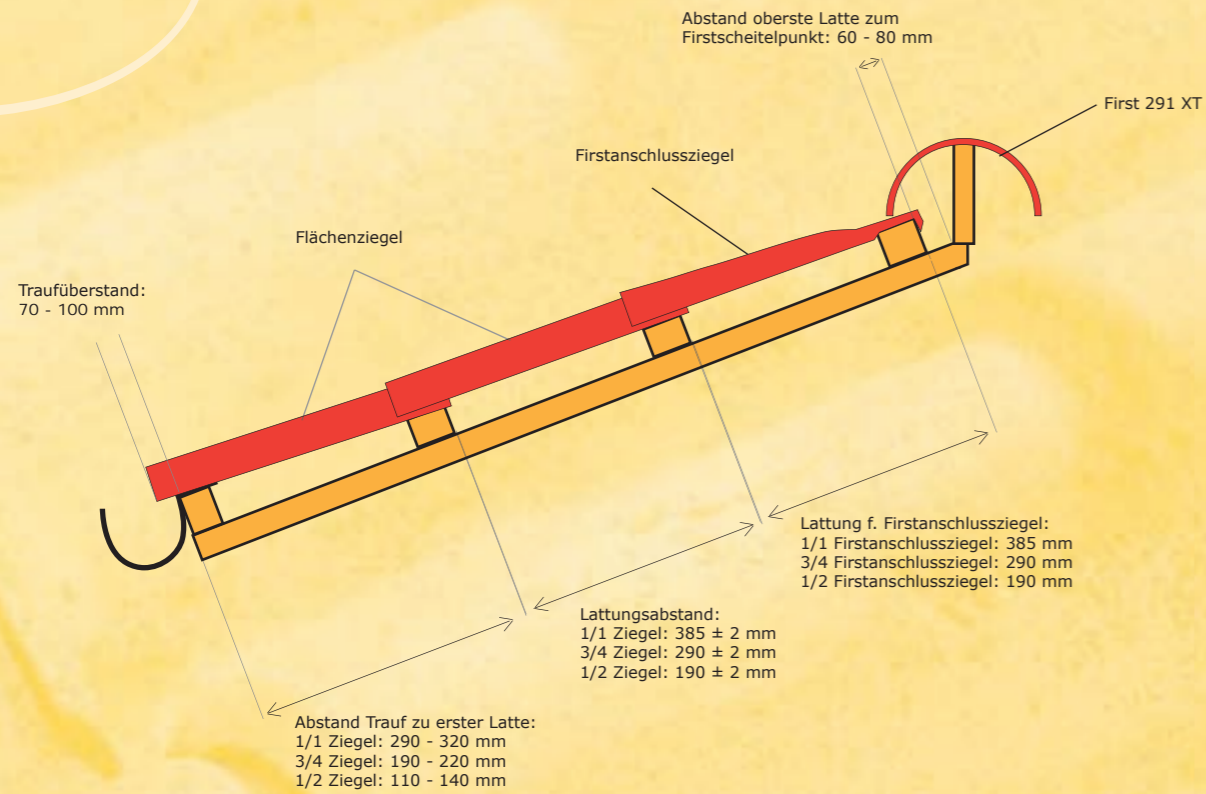 Abstand oberste Latte zum
Firstscheitelpunkt: 60 - 80 mm
First 291 XT
Firstanschlussziegel
Flächenziegel
Traufüberstand:
70 - 100 mm
Lattung f. Firstanschlussziegel:
1/1 Firstanschlussziegel: 385 mm
3/4 Firstanschlussziegel: 290 mm
1/2 Firstanschlussziegel: 190 mm
Lattungsabstand:
1/1 Ziegel: 385 ± 2 mm
3/4 Ziegel: 290 ± 2 mm
1/2 Ziegel: 190 ± 2 mm
Abstand Trauf zu erster Latte:
1/1 Ziegel: 290 - 320 mm
3/4 Ziegel: 190 - 220 mm
1/2 Ziegel: 110 - 140 mm